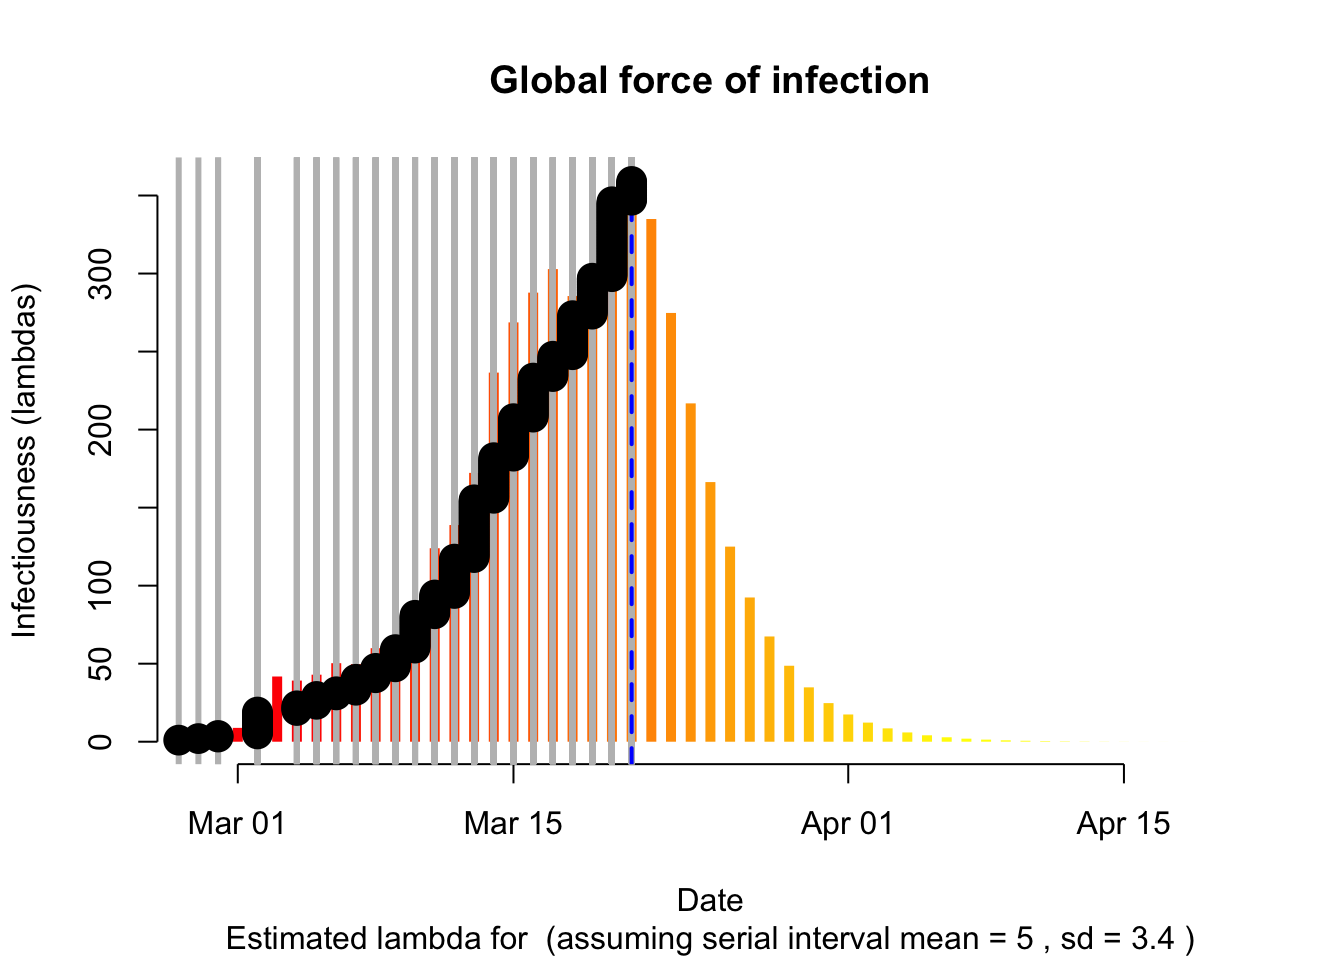 Global force of infection
Infectiousness (lambdas)
300
200
100
50
0
Mar 01 Mar 15 Apr 01 Apr 15
Date
Estimated lambda for  (assuming serial interval mean = 5 , sd = 3.4 )